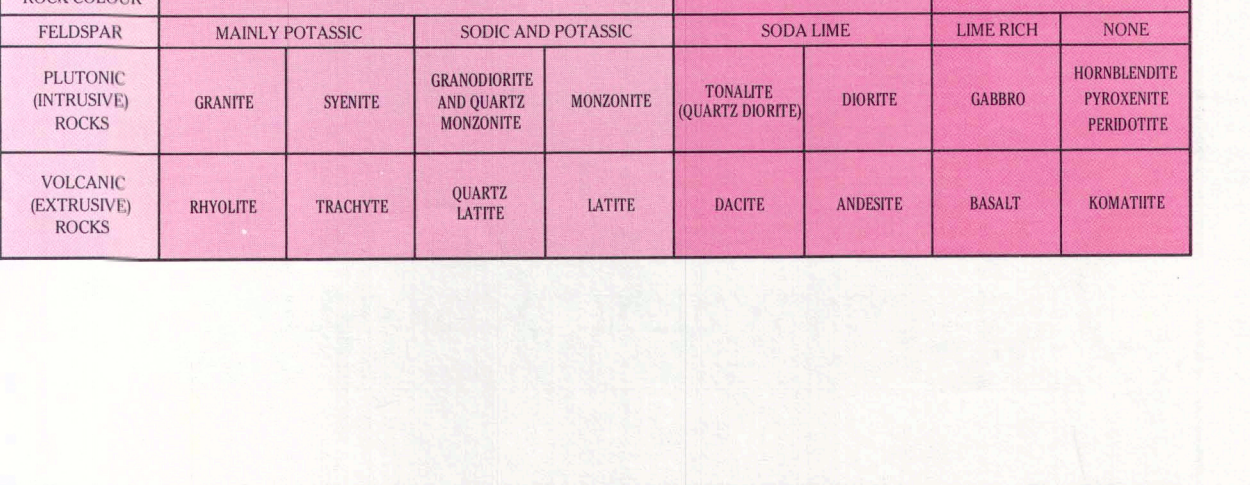 ROCK COLOUR
FELDSPAR MAINLY POTASSIC SODIC AND POTASSIC SODA LIME LIME RICH NONE
PLUTONIC
(INTRUSIVE)
ROCKS
GRANITE
SYENITE
GRANODIORITE
AND QUARTZ
MONZONITE
MONZONITE
TONALITE
(QUARTZ DIORITE)
DIORITE
GABBRO
HORNBLENDITE
PYROXENITE
PERIDOTITE
VOLCANIC
(EXTRUSIVE)
ROCKS
RHYOLITE
TRACHYTE
QUARTZ
LATITE
LATITE
DACITE
ANDESITE
BASALT
KOMATIITE